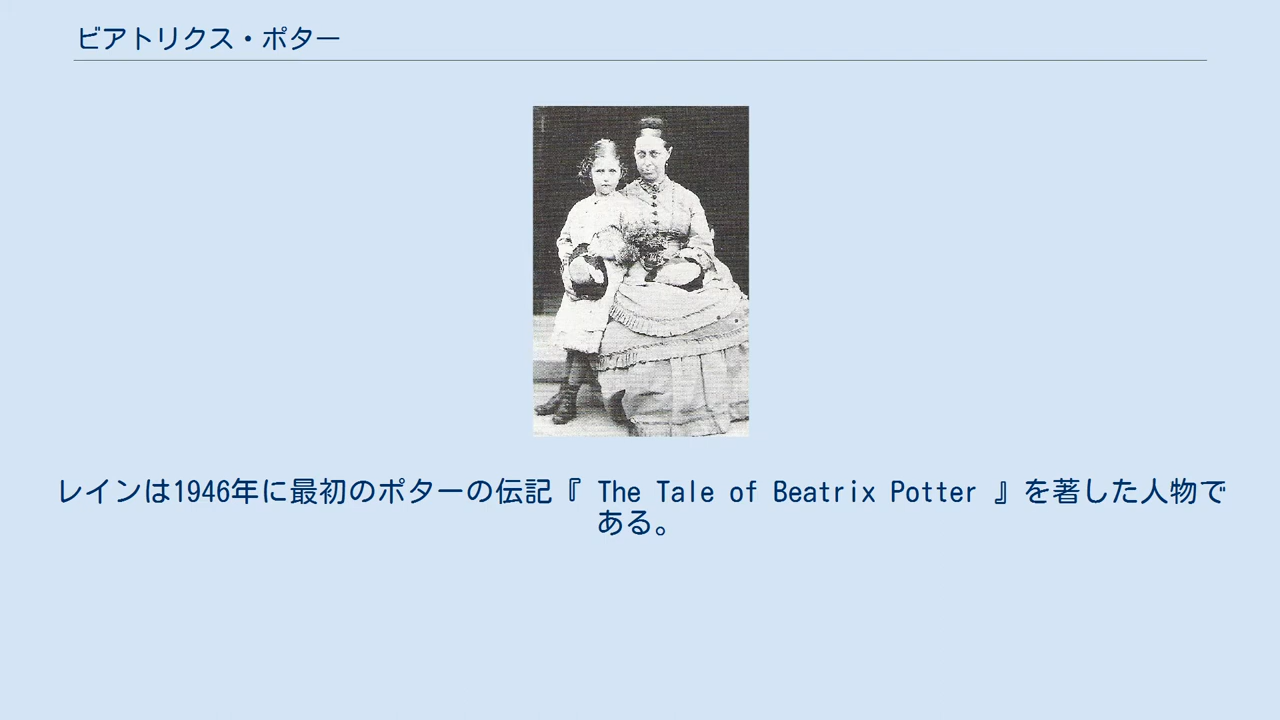 ビアトリクス・ポター
レインは1946年に最初のポターの伝記『 The Tale of Beatrix Potter 』を著した人物で
ある。